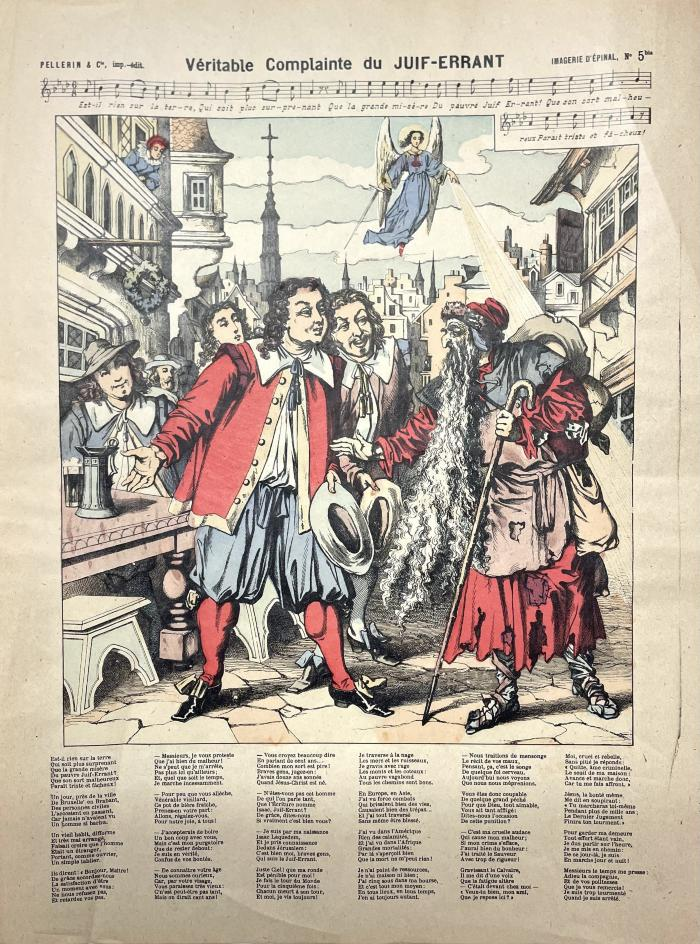 PELLERIN & Cie, imp.-édit.
Véritable Complainte du JUIF-ERRANT
IMAGERIE D'ÉPINAL, No 5bis
Est-il rien sur la ter-re, Qui soit plus sur-pre-nant Que la grande mi-sè-re Du pauvre Juif Er-rant! Que son sort mal-heu-
reux Paraît triste et fâ-cheux!
Est-il rien sur la terre
Qui soit plus surprenant
Que la grande misère
Du pauvre Juif-Errant?
Que son sort malheureux
Paraît triste et fâcheux!
Un jour, près de la ville
De Bruxelle' en Brabant,
Des personnes civiles
L'accostent en passant.
Car jamais n'avait vu
Un homme si barbu.
Un vieil habit, difforme
Et très mal arrangé,
Faisait croire que l'homme
Était un étranger,
Portant, comme ouvrier,
Un simple tablier.
Ils dirent: « Bonjour, Maître!
De grâce accordez-nous
La satisfaction d'être
Un moment avec vous:
Ne nous refusez pas,
Et retardez vos pas.
— Messieurs, je vous proteste
Que j'ai bien du malheur!
Ne s'peut que je m'arrête,
Pas plus ici qu'ailleurs;
Et, quel que soit le temps,
Je marche incessamment.
— Pour peu que vous allèche,
Vénérable vieillard,
Ce pot de bière fraîche,
Prenez-en votre part.
Allons, régalez-vous,
Pour notre joie, à tous!
— J'accepterais de boire
Un bon coup avec vous,
Mais c'est mon purgatoire
Que de rester debout!
Je suis en vérité
Confus de vos bontés.
— De connaître votre âge
Nous sommes curieux,
Car, par votre visage,
Vous paraissez très vieux:
C'n'est peut-être pas tant,
Mais on dirait cent ans!
— Vous croyez beaucoup dire
En parlant de cent ans...
Combien mon sort est pire!
Braves gens, jugez-en:
J'avais douze ans sonnés
Quand Jésus-Christ est né.
— N'êtes-vous pas cet homme
De qui l'on parle tant,
Que l'Écriture nomme
Isaac, Juif-Errant?
De grâce, dites-nous
Si vraiment c'est bien vous?
— Je suis par ma naissance
Isaac Laquedem,
Et je pris connaissance
Dedans Jérusalem!
C'est bien moi, braves gens,
Qui suis le Juif-Errant.
Juste Ciel! que ma ronde
Est pénible pour moi!
Je fais le tour du Monde
Pour la cinquième fois:
Chacun meurt à son tour,
Et moi, je vis toujours!
Je traverse à la nage
Les mers et les ruisseaux,
Je gravis avec rage
Les monts et les coteaux:
Au pauvre vagabond
Tous les chemins sont bons.
En Europe, en Asie,
J'ai vu force combats
Qui brisaient bien des vies,
Brisaient bien des fracas...
Et j'ai tout traversé
Sans même être blessé.
J'ai vu dans l'Amérique
Bien des calamités,
Et j'ai vu dans l'Afrique
Grandes mortalités:
Par là s'aperçoit bien
Que la mort ne m'peut rien!
Je n'ai point de ressources,
Je n'ai maison ni bien:
J'ai cinq sous dans ma bourse,
Et c'est tout mon moyen:
En tous lieux, en tous temps,
J'en ai toujours autant.
— Nous traitions de mensonge
Le récit de vos maux,
Pensant, ça, c'est le songe
De quelque fol cerveau,
Aujourd'hui nous voyons
Que nous nous méprenions.
Vous êtes donc coupable
De quelque grand péché
Pour que Dieu, tout aimable,
Vous ait tant affligé:
Dites-nous l'occasion
De cette punition?
— C'est ma cruelle audace
Qui cause mon malheur;
Si mon crime s'efface,
J'aurai bien du bonheur:
J'ai traité le Sauveur
Avec trop de rigueur!
Gravissant le Calvaire,
Il me dit d'une voix
Que la fatigue altère
— C'était devant chez moi —
« Veux-tu bien, mon ami,
Que je repose ici? »
Moi, cruel et rebelle,
Sans pitié je réponds:
« Quitte, âme criminelle,
Le seuil de ma maison:
Avance et marche donc,
Car tu me fais affront. »
Jésus, la bonté même
Me dit en soupirant:
« Tu marcheras toi-même
Pendant plus de mille ans;
Le Dernier Jugement
Finira ton tourment. »
Pour garder ma demeure
Tout effort étant vain,
Je dus partir sur l'heure,
Je me mis en chemin:
De ce jour-là, je suis
En marche jour et nuit!
Messieurs le temps me presse:
Adieu la compagnie,
Et de vos politesses
Que je vous remercie!
Je suis trop tourmenté
Quand je suis arrêté.